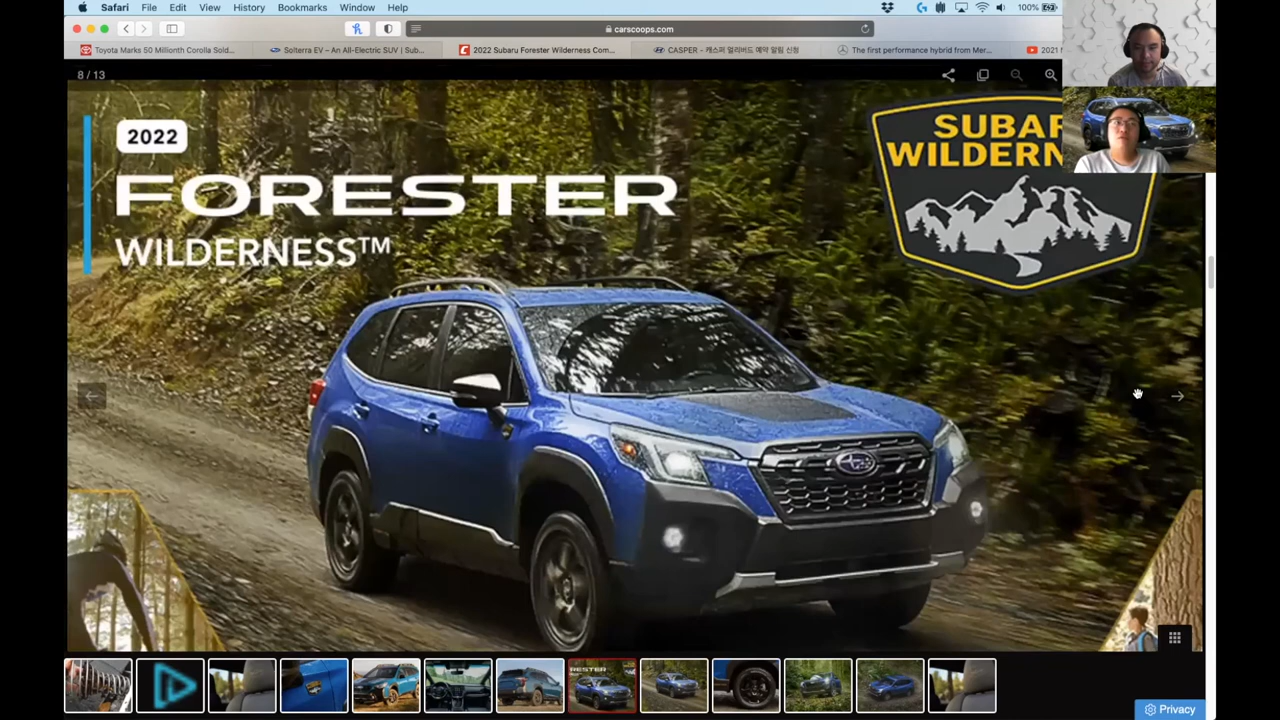 Safari File Edit View History Bookmarks Window Help
100%
carscoops.com
Toyota Marks 50 Millionth Corolla Sold...
Solterra EV – An All-Electric SUV | Sub...
2022 Subaru Forester Wilderness Com...
CASPER - 캐스퍼 얼리버드 예약 알림 신청
The first performance hybrid from Mer...
2021
8 / 13
2022
FORESTER
WILDERNESS™
SUBAR
WILDERN
RESTER
Privacy